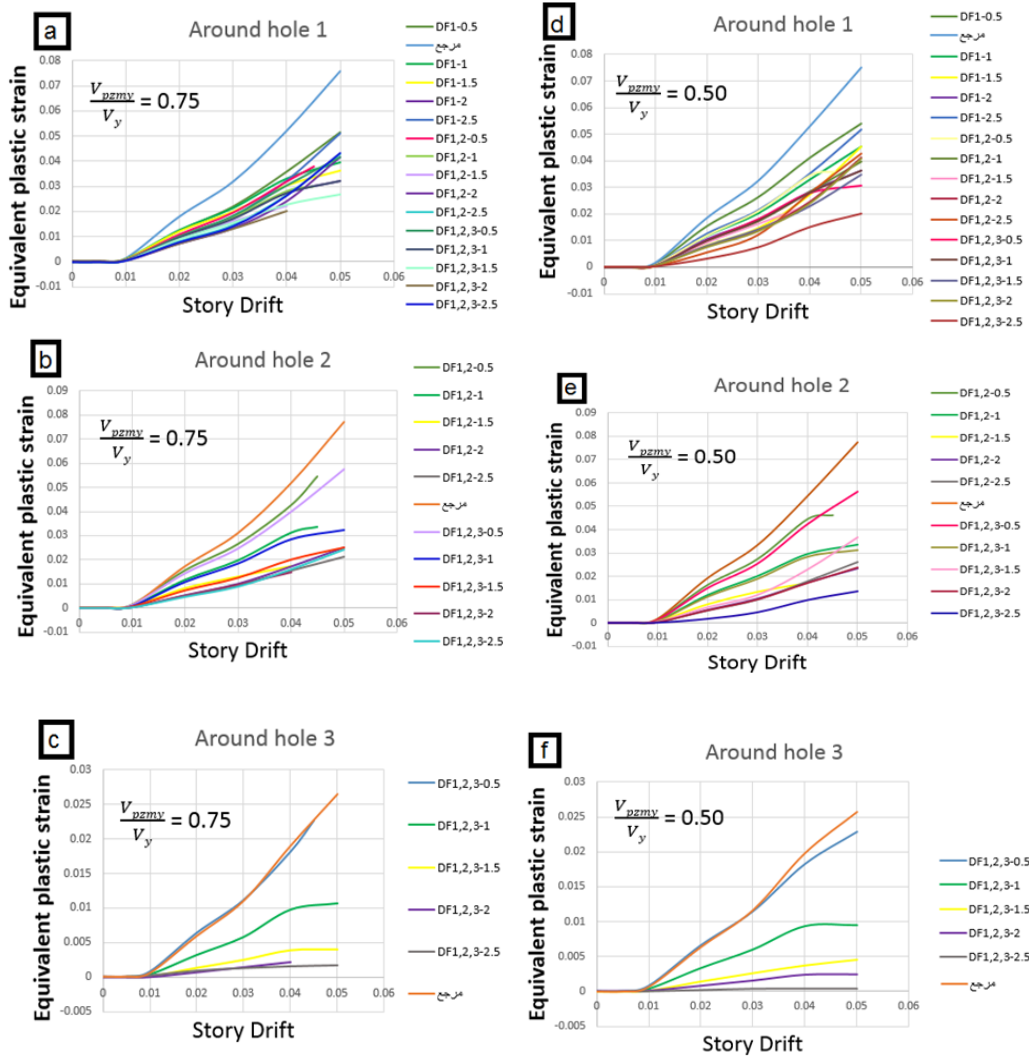 a
Around hole 1
Equivalent plastic strain
0.08
0.07
0.06
0.05
0.04
0.03
0.02
0.01
0
-0.01
V_pzmy / V_y = 0.75
0
0.01
0.02
0.03
0.04
0.05
0.06
Story Drift
DF1-0.5
مرجع
DF1-1
DF1-1.5
DF1-2
DF1-2.5
DF1,2-0.5
DF1,2-1
DF1,2-1.5
DF1,2-2
DF1,2-2.5
DF1,2,3-0.5
DF1,2,3-1
DF1,2,3-1.5
DF1,2,3-2
DF1,2,3-2.5
d
Around hole 1
Equivalent plastic strain
0.08
0.07
0.06
0.05
0.04
0.03
0.02
0.01
0
-0.01
V_pzmy / V_y = 0.50
0
0.01
0.02
0.03
0.04
0.05
0.06
Story Drift
DF1-0.5
مرجع
DF1-1
DF1-1.5
DF1-2
DF1-2.5
DF1,2-0.5
DF1,2-1
DF1,2-1.5
DF1,2-2
DF1,2-2.5
DF1,2,3-0.5
DF1,2,3-1
DF1,2,3-1.5
DF1,2,3-2
DF1,2,3-2.5
b
Around hole 2
Equivalent plastic strain
0.09
0.08
0.07
0.06
0.05
0.04
0.03
0.02
0.01
0
-0.01
V_pzmy / V_y = 0.75
0
0.01
0.02
0.03
0.04
0.05
0.06
Story Drift
DF1,2-0.5
DF1,2-1
DF1,2-1.5
DF1,2-2
DF1,2-2.5
مرجع
DF1,2,3-0.5
DF1,2,3-1
DF1,2,3-1.5
DF1,2,3-2
DF1,2,3-2.5
e
Around hole 2
Equivalent plastic strain
0.09
0.08
0.07
0.06
0.05
0.04
0.03
0.02
0.01
0
-0.01
V_pzmy / V_y = 0.50
0
0.01
0.02
0.03
0.04
0.05
0.06
Story Drift
DF1,2-0.5
DF1,2-1
DF1,2-1.5
DF1,2-2
DF1,2-2.5
مرجع
DF1,2,3-0.5
DF1,2,3-1
DF1,2,3-1.5
DF1,2,3-2
DF1,2,3-2.5
c
Around hole 3
Equivalent plastic strain
0.03
0.025
0.02
0.015
0.01
0.005
0
-0.005
V_pzmy / V_y = 0.75
0
0.01
0.02
0.03
0.04
0.05
0.06
Story Drift
DF1,2,3-0.5
DF1,2,3-1
DF1,2,3-1.5
DF1,2,3-2
DF1,2,3-2.5
مرجع
f
Around hole 3
Equivalent plastic strain
0.03
0.025
0.02
0.015
0.01
0.005
0
-0.005
V_pzmy / V_y = 0.50
0
0.01
0.02
0.03
0.04
0.05
0.06
Story Drift
DF1,2,3-0.5
DF1,2,3-1
DF1,2,3-1.5
DF1,2,3-2
DF1,2,3-2.5
مرجع